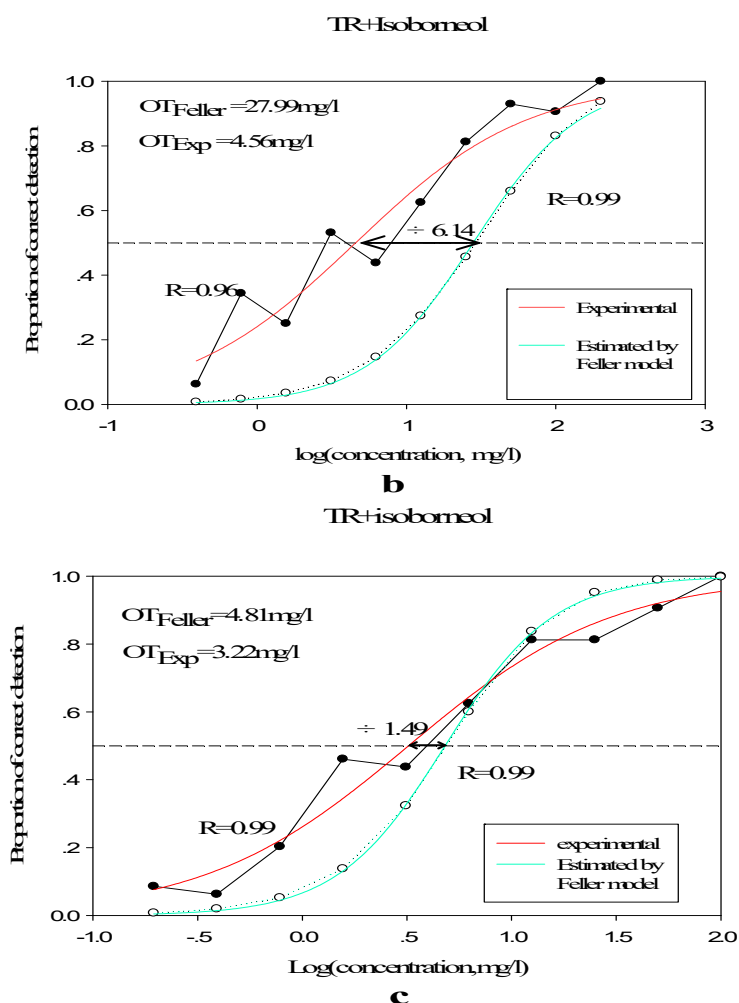 TR+Isoborneol
1.0
.8
.6
.4
.2
0.0
Proportion of correct detection
OTFeller =27.99mg/l
OTExp =4.56mg/l
R=0.99
÷ 6.14
R=0.96
Experimental
Estimated by
Feller model
-1
0
1
2
3
log(concentration, mg/l)
b
TR+isoborneol
1.0
.8
.6
.4
.2
0.0
Proportion of correct detection
OTFeller=4.81mg/l
OTExp=3.22mg/l
÷ 1.49
R=0.99
R=0.99
experimental
Estimated by
Feller model
-1.0
-.5
0.0
.5
1.0
1.5
2.0
Log(concentration,mg/l)
c